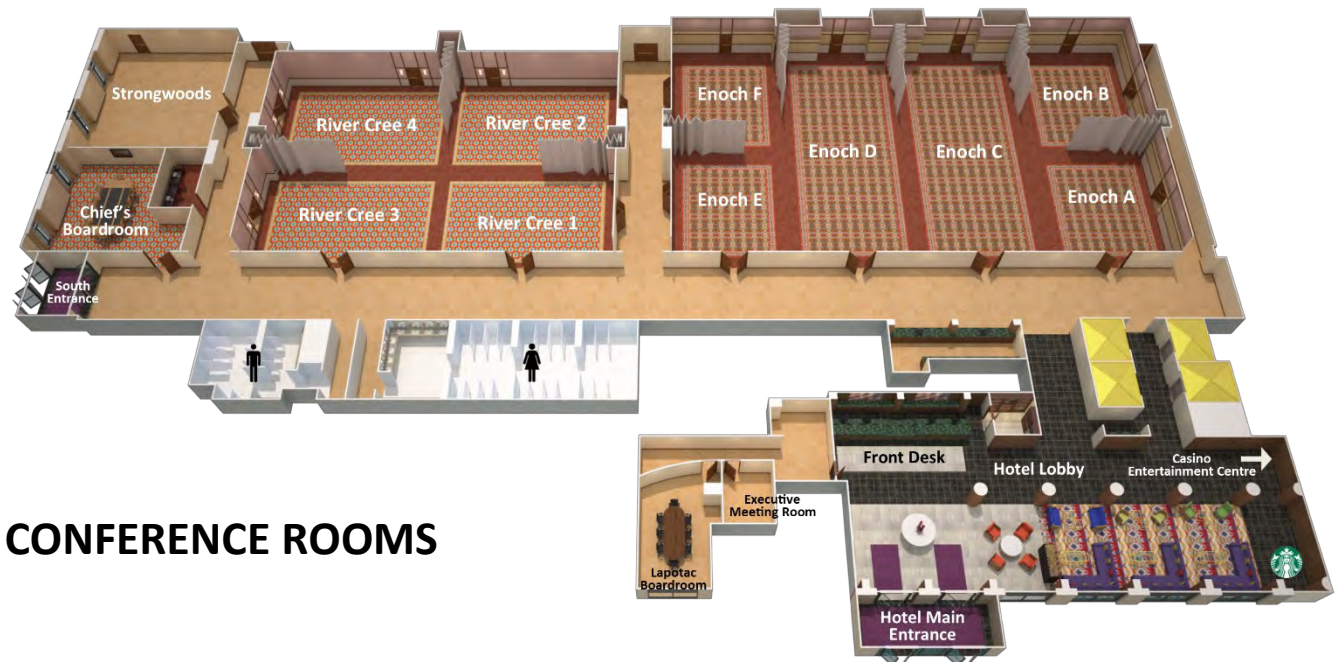 Strongwoods
River Cree 4
River Cree 2
Enoch F
Enoch B
Enoch D
Enoch C
Enoch E
Enoch A
Chief's
Boardroom
River Cree 3
River Cree 1
South
Entrance
Front Desk
Hotel Lobby
Casino
Entertainment Centre
Executive
Meeting Room
CONFERENCE ROOMS
Lapotac
Boardroom
Hotel Main
Entrance